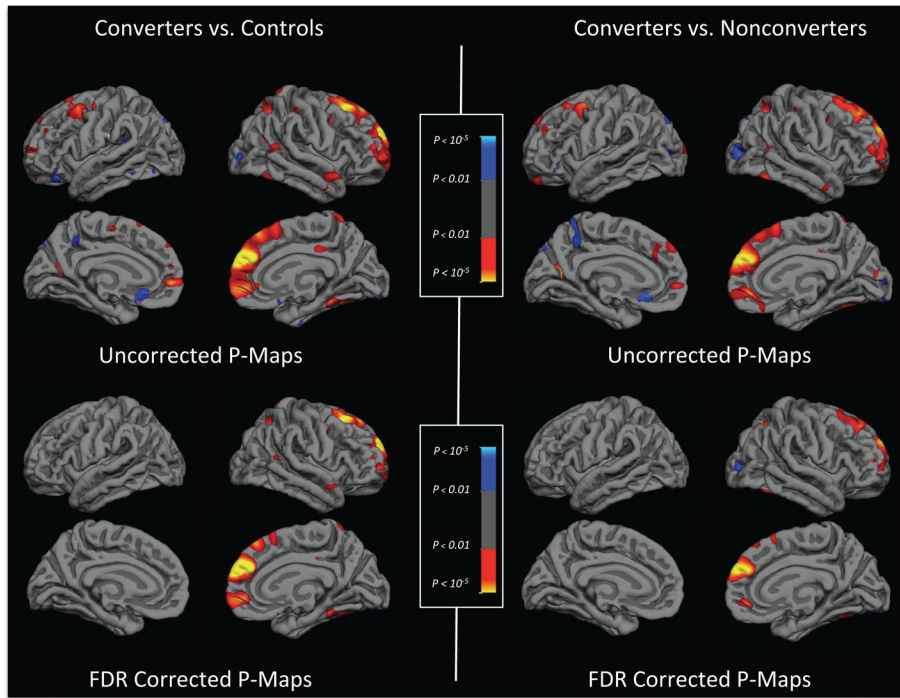 Converters vs. Controls
Converters vs. Nonconverters
P < 10⁻⁵
P < 0.01
P < 0.01
P < 10⁻⁵
Uncorrected P-Maps
Uncorrected P-Maps
P < 10⁻⁵
P < 0.01
P < 0.01
P < 10⁻⁵
FDR Corrected P-Maps
FDR Corrected P-Maps